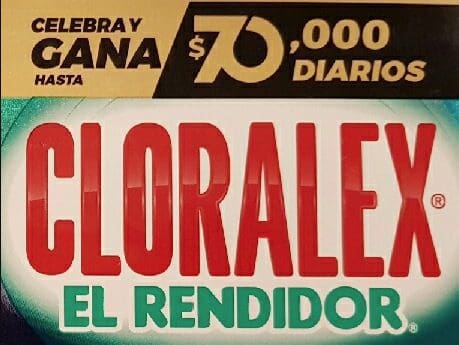 CELEBRA Y
GANA
HASTA
$70,000
DIARIOS
CLORALEX®
EL RENDIDOR®